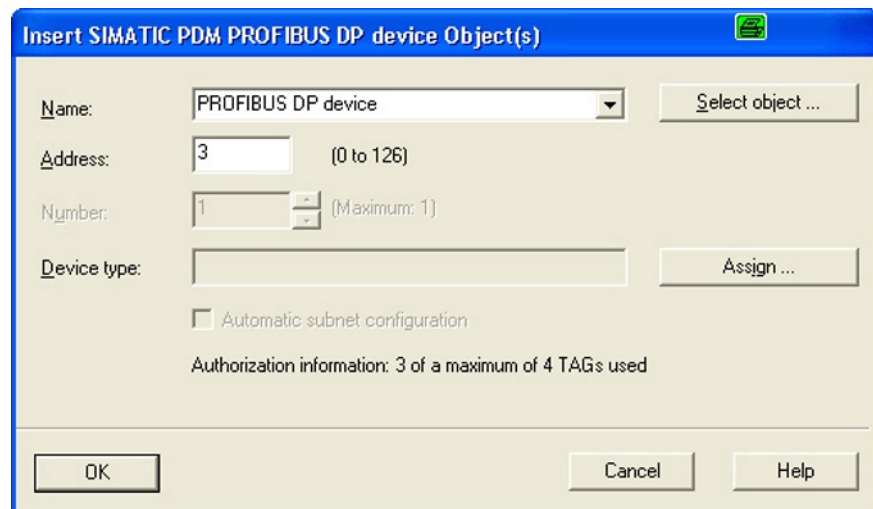 Insert SIMATIC PDM PROFIBUS DP device Object(s)
Name: PROFIBUS DP device Select object ...
Address: 3 (0 to 126)
Number: 1 (Maximum: 1)
Device type: Assign ...
Automatic subnet configuration
Authorization information: 3 of a maximum of 4 TAGs used
OK Cancel Help